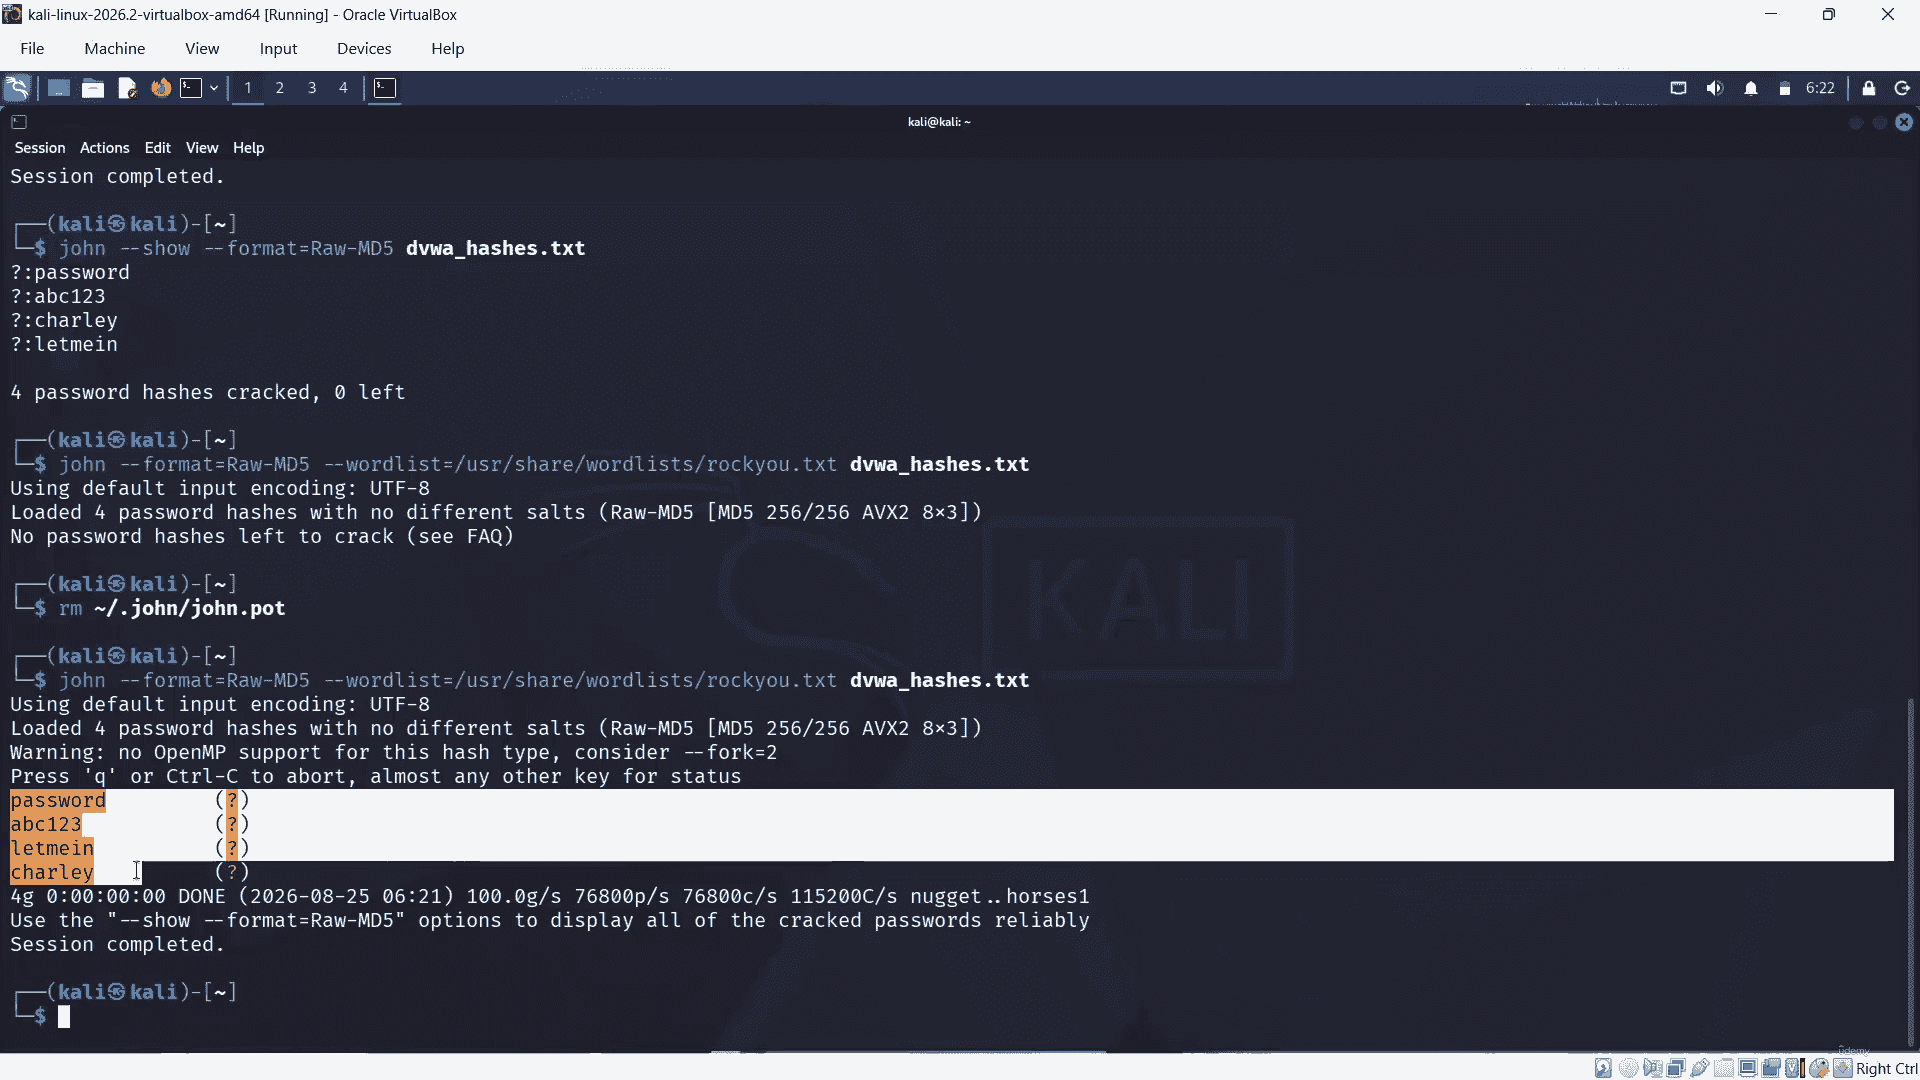 kali-linux-2026.2-virtualbox-amd64 [Running] - Oracle VirtualBox
File Machine View Input Devices Help
1 2 3 4 6:22
kali@kali: ~
Session Actions Edit View Help
Session completed.
┌──(kali㉿kali)-[~]
└─$ john --show --format=Raw-MD5 dvwa_hashes.txt
?:password
?:abc123
?:charley
?:letmein
4 password hashes cracked, 0 left
┌──(kali㉿kali)-[~]
└─$ john --format=Raw-MD5 --wordlist=/usr/share/wordlists/rockyou.txt dvwa_hashes.txt
Using default input encoding: UTF-8
Loaded 4 password hashes with no different salts (Raw-MD5 [MD5 256/256 AVX2 8×3])
No password hashes left to crack (see FAQ)
┌──(kali㉿kali)-[~]
└─$ rm ~/.john/john.pot
┌──(kali㉿kali)-[~]
└─$ john --format=Raw-MD5 --wordlist=/usr/share/wordlists/rockyou.txt dvwa_hashes.txt
Using default input encoding: UTF-8
Loaded 4 password hashes with no different salts (Raw-MD5 [MD5 256/256 AVX2 8×3])
Warning: no OpenMP support for this hash type, consider --fork=2
Press 'q' or Ctrl-C to abort, almost any other key for status
password (?)
abc123 (?)
letmein (?)
charley (?)
4g 0:00:00:00 DONE (2026-08-25 06:21) 100.0g/s 76800p/s 76800c/s 115200C/s nugget..horses1
Use the "--show --format=Raw-MD5" options to display all of the cracked passwords reliably
Session completed.
┌──(kali㉿kali)-[~]
└─$
KALI
udemy
Right Ctrl